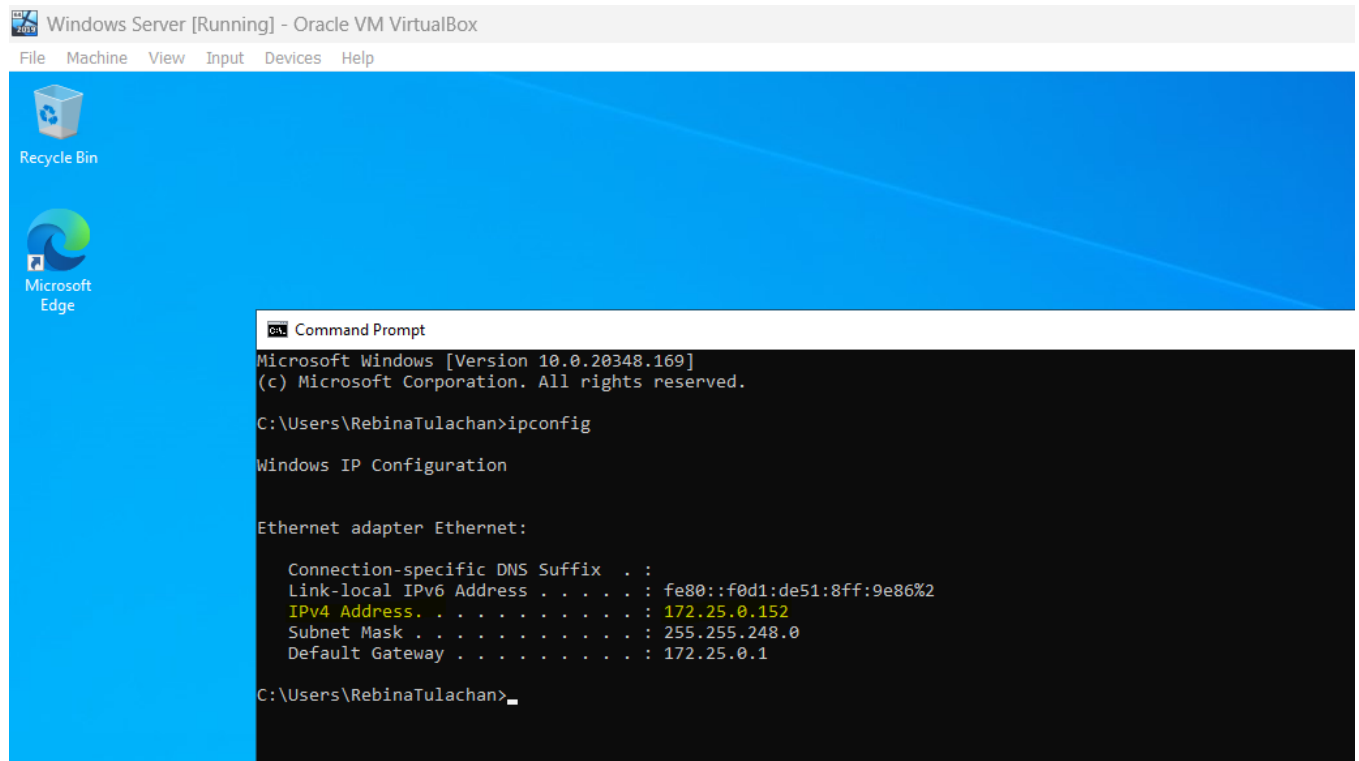 Windows Server [Running] - Oracle VM VirtualBox
File Machine View Input Devices Help
Recycle Bin
Microsoft
Edge
Command Prompt
Microsoft Windows [Version 10.0.20348.169]
(c) Microsoft Corporation. All rights reserved.
C:\Users\RebinaTulachan>ipconfig
Windows IP Configuration
Ethernet adapter Ethernet:
Connection-specific DNS Suffix . :
Link-local IPv6 Address . . . . . : fe80::f0d1:de51:8ff:9e86%2
IPv4 Address. . . . . . . . . . . : 172.25.0.152
Subnet Mask . . . . . . . . . . . : 255.255.248.0
Default Gateway . . . . . . . . . : 172.25.0.1
C:\Users\RebinaTulachan>